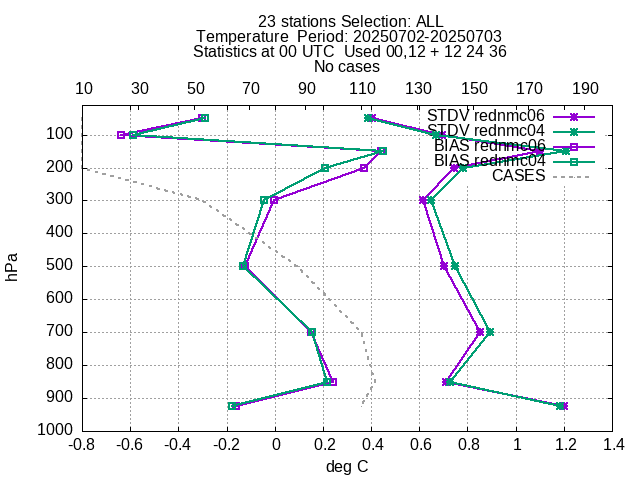 23 stations Selection: ALL
Temperature  Period: 20250702-20250703
Statistics at 00 UTC  Used 00,12 + 12 24 36
No cases
10 30 50 70 90 110 130 150 170 190
STDV rednmc06
STDV rednmc04
BIAS rednmc06
BIAS rednmc04
CASES
100
200
300
400
500
600
700
800
900
1000
hPa
-0.8 -0.6 -0.4 -0.2 0 0.2 0.4 0.6 0.8 1 1.2 1.4
deg C